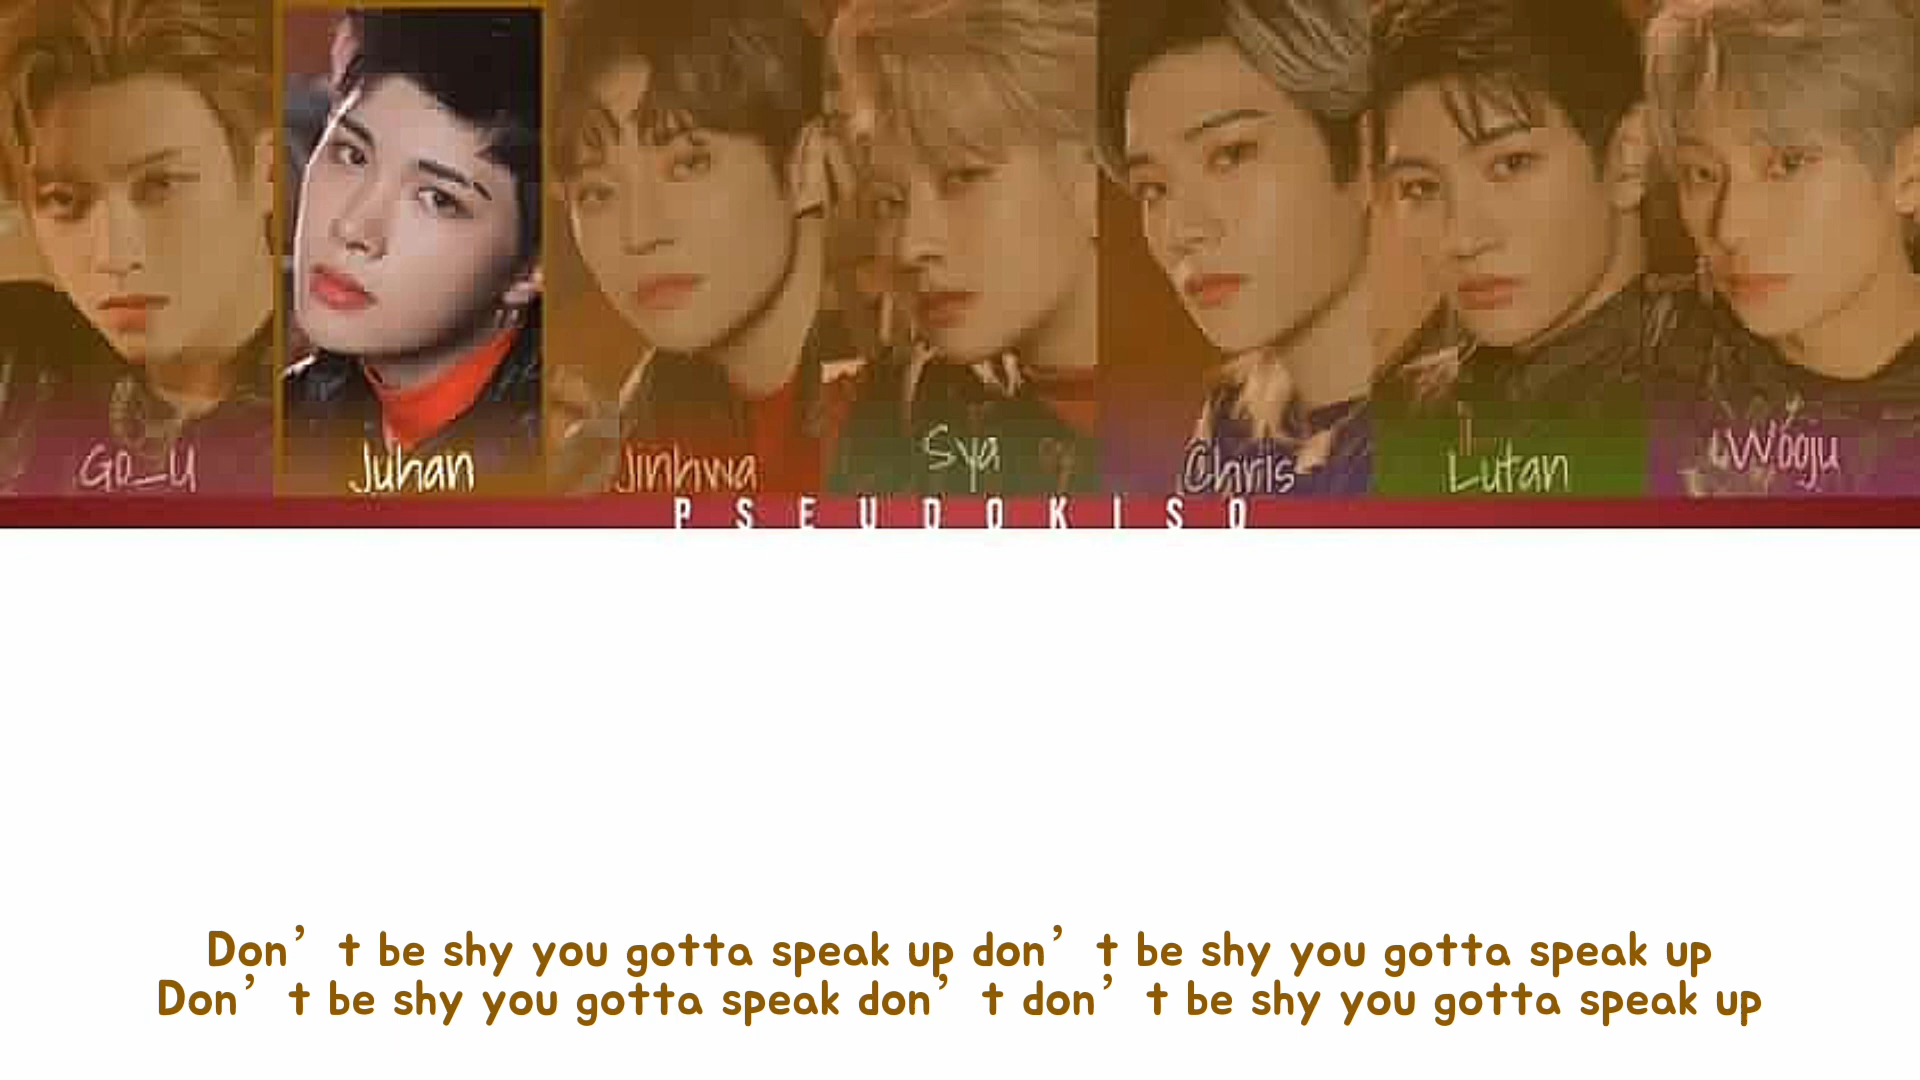 Go_U Juhan Jinhwa Sya Chris Lutan Wooju
PSEUDOKISO
Don’t be shy you gotta speak up don’t be shy you gotta speak up
Don’t be shy you gotta speak don’t don’t be shy you gotta speak up